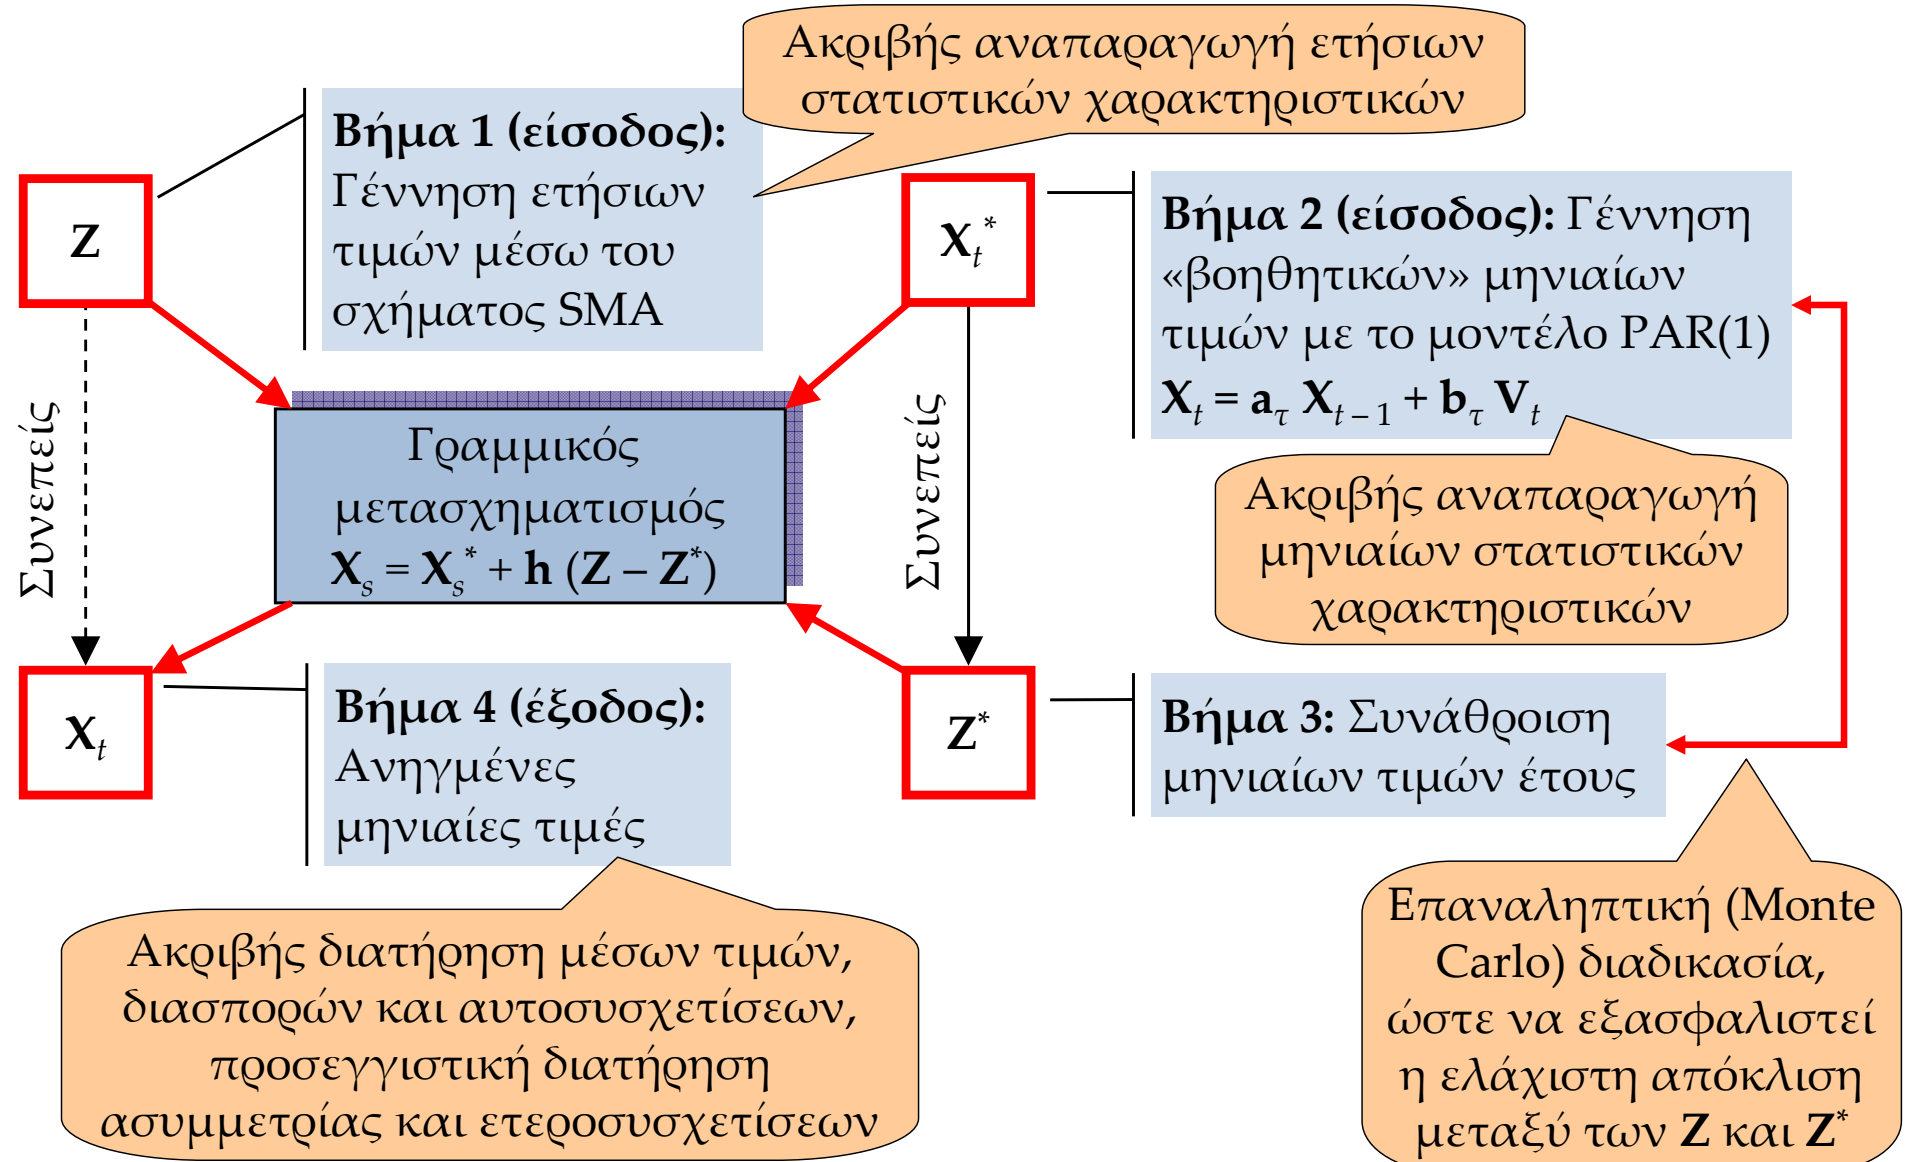 Ακριβής αναπαραγωγή ετήσιων
στατιστικών χαρακτηριστικών
Βήμα 1 (είσοδος):
Γέννηση ετήσιων
τιμών μέσω του
σχήματος SMA
Z
X_t^*
Βήμα 2 (είσοδος): Γέννηση
«βοηθητικών» μηνιαίων
τιμών με το μοντέλο PAR(1)
X_t = a_τ X_{t – 1} + b_τ V_t
Συνεπείς
Γραμμικός
μετασχηματισμός
X_s = X_s^* + h (Z – Z^*)
Συνεπείς
Ακριβής αναπαραγωγή
μηνιαίων στατιστικών
χαρακτηριστικών
X_t
Βήμα 4 (έξοδος):
Ανηγμένες
μηνιαίες τιμές
Z^*
Βήμα 3: Συνάθροιση
μηνιαίων τιμών έτους
Ακριβής διατήρηση μέσων τιμών,
διασπορών και αυτοσυσχετίσεων,
προσεγγιστική διατήρηση
ασυμμετρίας και ετεροσυσχετίσεων
Επαναληπτική (Monte
Carlo) διαδικασία,
ώστε να εξασφαλιστεί
η ελάχιστη απόκλιση
μεταξύ των Z και Z^*